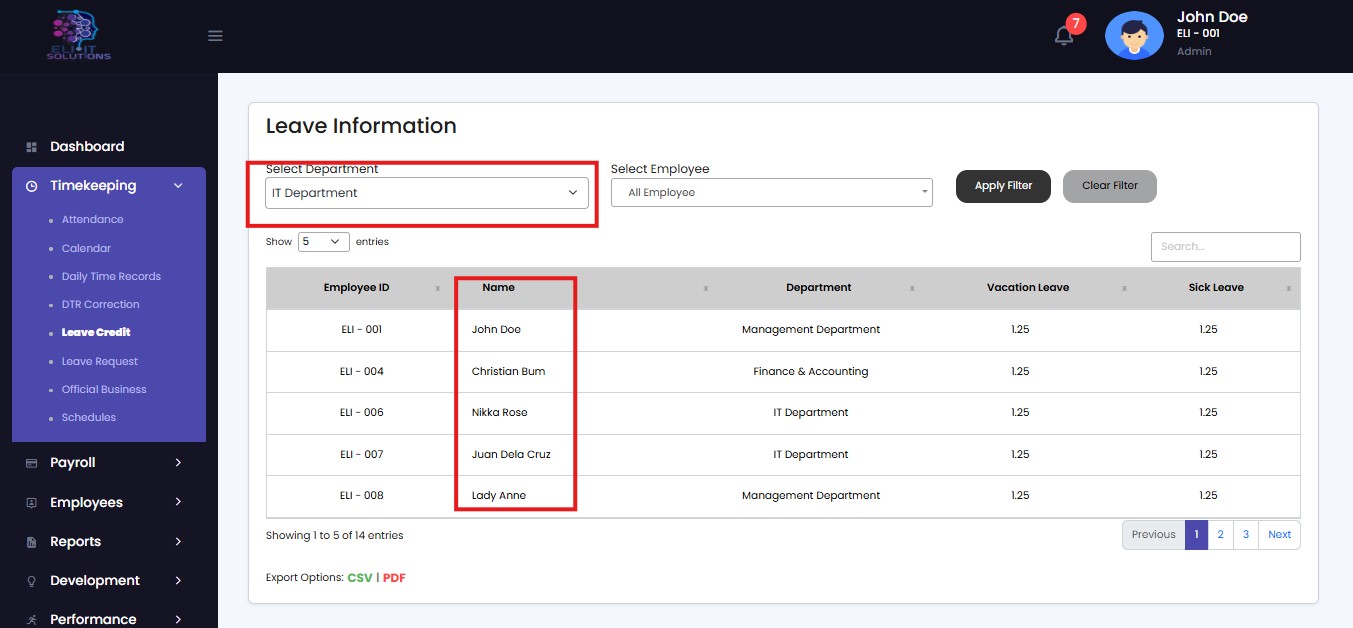 ELI IT
SOLUTIONS
7
John Doe
ELI - 001
Admin
Dashboard
Timekeeping
Attendance
Calendar
Daily Time Records
DTR Correction
Leave Credit
Leave Request
Official Business
Schedules
Payroll
Employees
Reports
Development
Performance
Leave Information
Select Department
IT Department
Select Employee
All Employee
Apply Filter
Clear Filter
Show 5 entries
Search...
Employee ID Name Department Vacation Leave Sick Leave
ELI - 001 John Doe Management Department 1.25 1.25
ELI - 004 Christian Bum Finance & Accounting 1.25 1.25
ELI - 006 Nikka Rose IT Department 1.25 1.25
ELI - 007 Juan Dela Cruz IT Department 1.25 1.25
ELI - 008 Lady Anne Management Department 1.25 1.25
Showing 1 to 5 of 14 entries
Previous 1 2 3 Next
Export Options: CSV | PDF